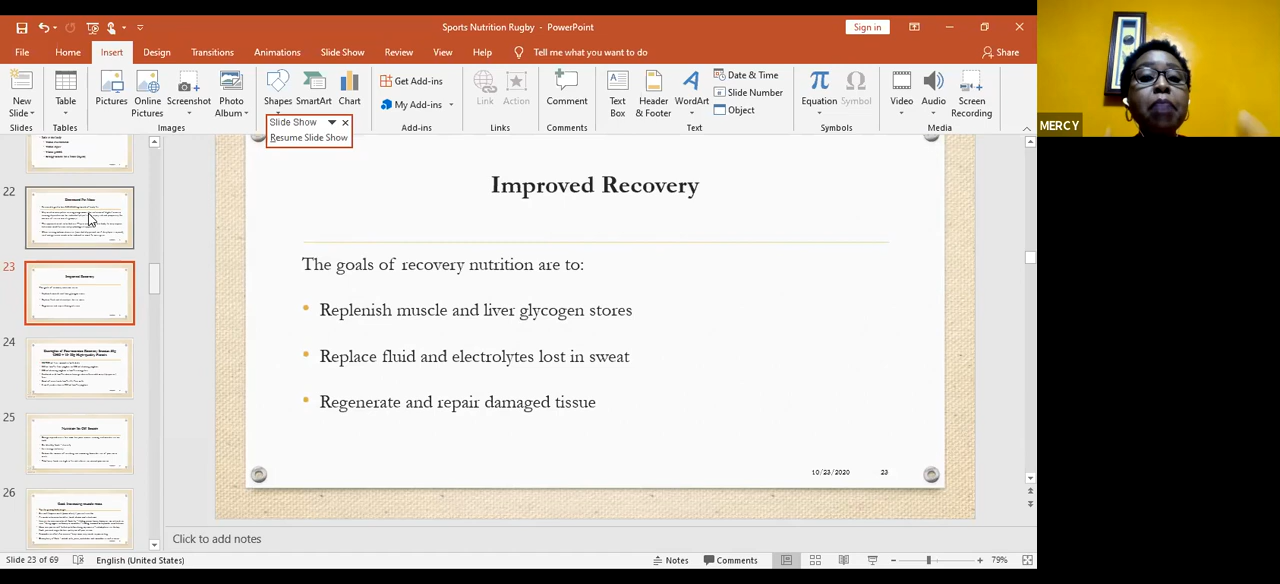 Sports Nutrition Rugby - PowerPoint
Sign in
File Home Insert Design Transitions Animations Slide Show Review View Help Tell me what you want to do Share
New Slide
Table
Pictures
Online Pictures
Screenshot
Photo Album
Shapes
SmartArt
Chart
Get Add-ins
My Add-ins
Link
Action
Comment
Text Box
Header & Footer
WordArt
Date & Time
Slide Number
Object
Equation
Symbol
Video
Audio
Screen Recording
Slides Tables Images Add-ins Links Comments Text Symbols Media
Slide Show
Resume Slide Show
MERCY
22
23
Improved Recovery
24
25
26
Improved Recovery
The goals of recovery nutrition are to:
Replenish muscle and liver glycogen stores
Replace fluid and electrolytes lost in sweat
Regenerate and repair damaged tissue
10/23/2020 23
Click to add notes
Slide 23 of 69 English (United States) Notes Comments 79%